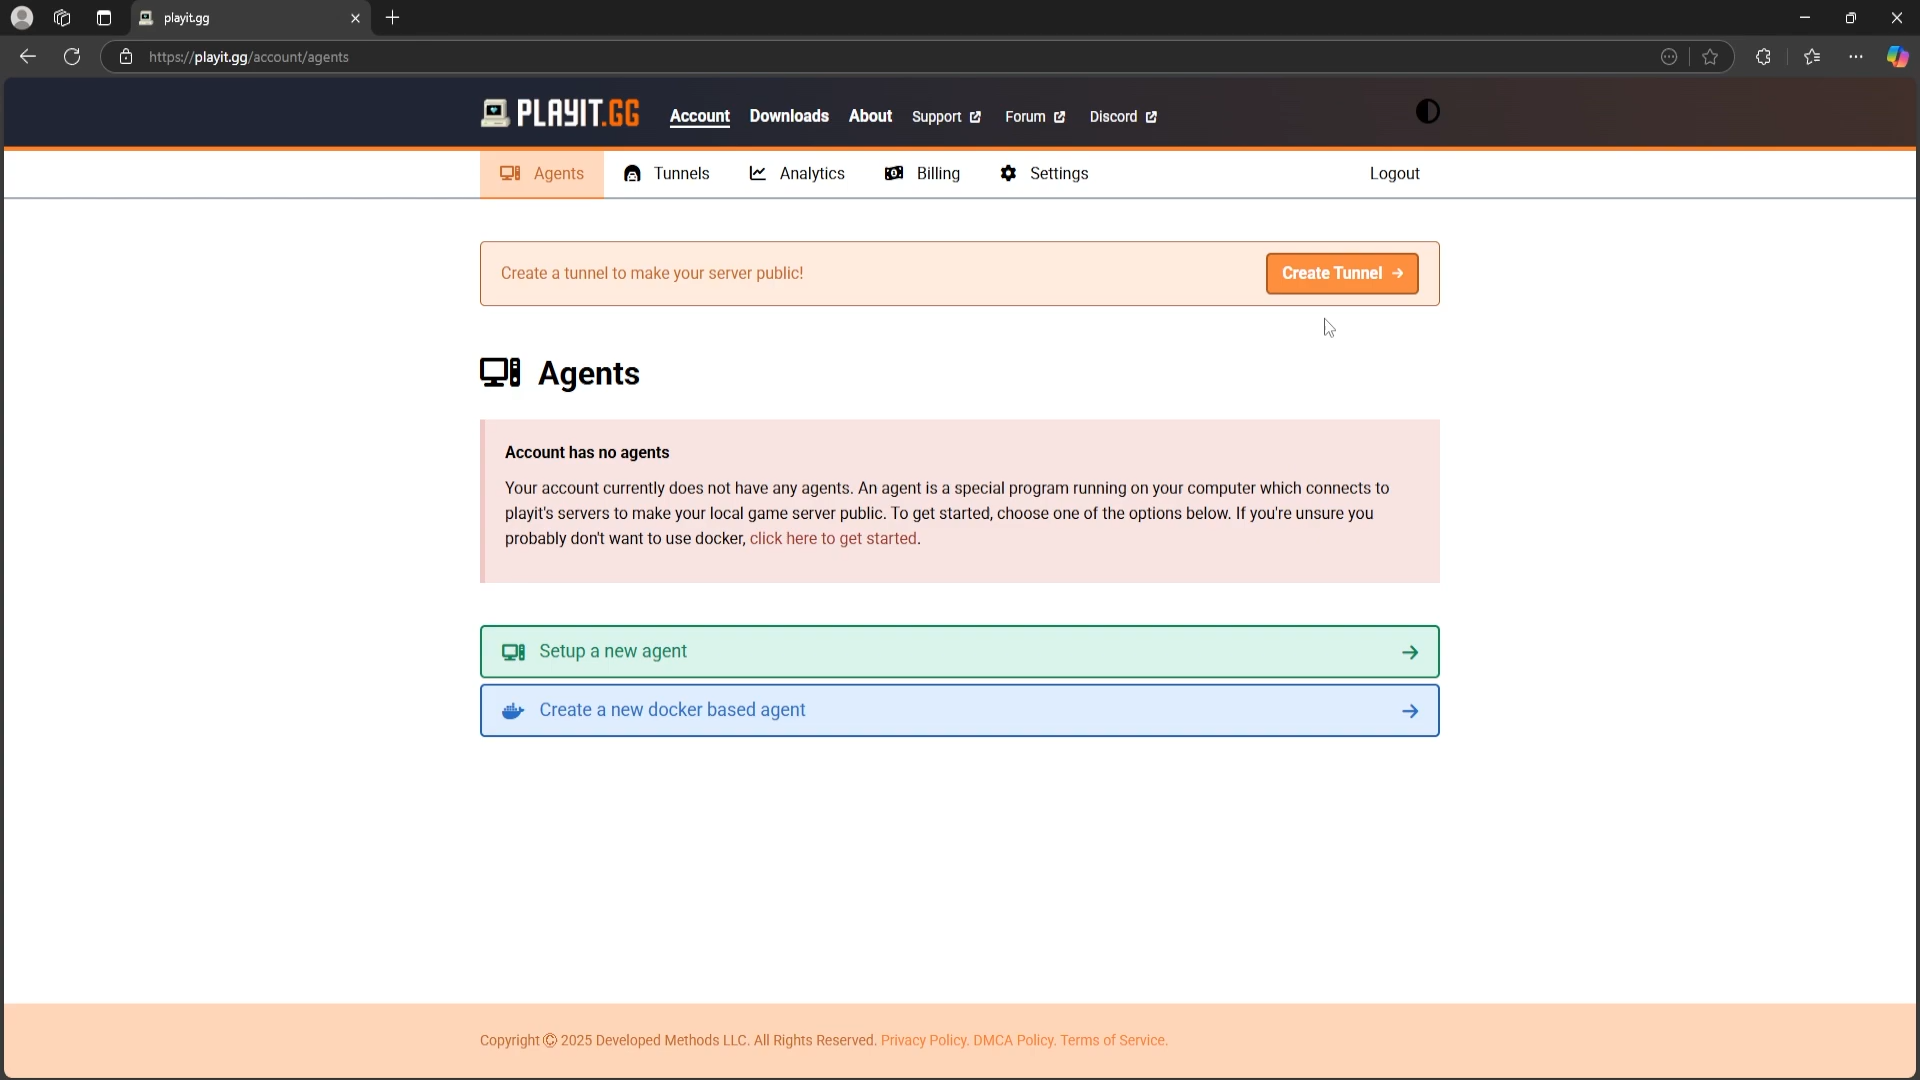 playit.gg
https://playit.gg/account/agents
PLAYIT.GG Account Downloads About Support Forum Discord
Agents Tunnels Analytics Billing Settings Logout
Create a tunnel to make your server public! Create Tunnel →
Agents
Account has no agents
Your account currently does not have any agents. An agent is a special program running on your computer which connects to
playit's servers to make your local game server public. To get started, choose one of the options below. If you're unsure you
probably don't want to use docker, click here to get started.
Setup a new agent →
Create a new docker based agent →
Copyright © 2025 Developed Methods LLC. All Rights Reserved. Privacy Policy. DMCA Policy. Terms of Service.